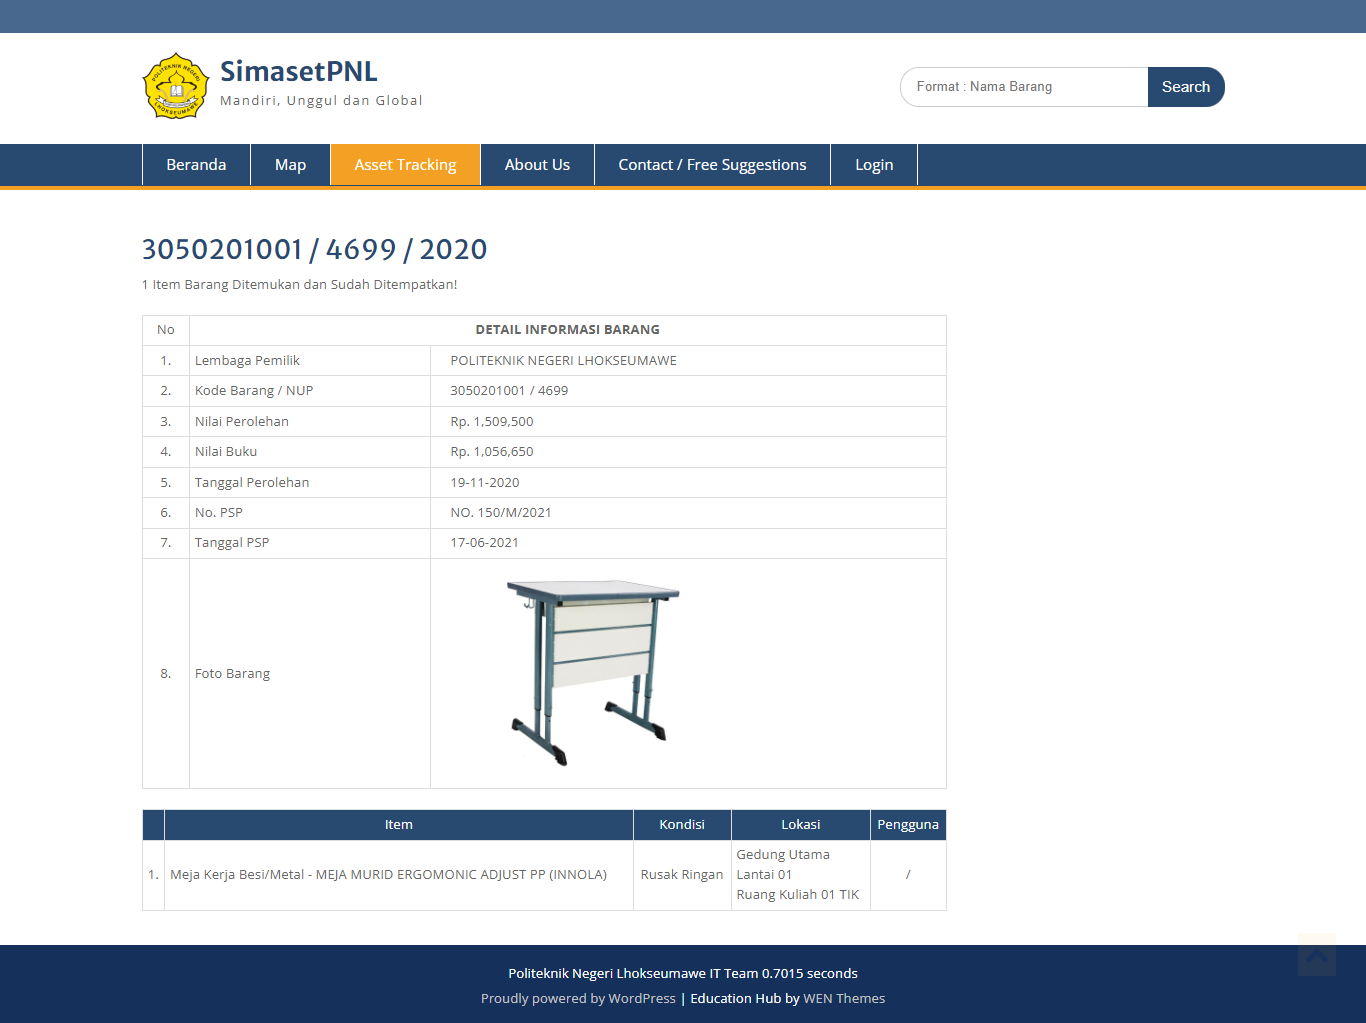 POLITEKNIK NEGERI
LHOKSEUMAWE
SimasetPNL
Mandiri, Unggul dan Global
Format : Nama Barang
Search
Beranda
Map
Asset Tracking
About Us
Contact / Free Suggestions
Login
3050201001 / 4699 / 2020
1 Item Barang Ditemukan dan Sudah Ditempatkan!
No DETAIL INFORMASI BARANG
1. Lembaga Pemilik POLITEKNIK NEGERI LHOKSEUMAWE
2. Kode Barang / NUP 3050201001 / 4699
3. Nilai Perolehan Rp. 1,509,500
4. Nilai Buku Rp. 1,056,650
5. Tanggal Perolehan 19-11-2020
6. No. PSP NO. 150/M/2021
7. Tanggal PSP 17-06-2021
8. Foto Barang
Item Kondisi Lokasi Pengguna
1. Meja Kerja Besi/Metal - MEJA MURID ERGOMONIC ADJUST PP (INNOLA) Rusak Ringan Gedung Utama
Lantai 01
Ruang Kuliah 01 TIK
/
Politeknik Negeri Lhokseumawe IT Team 0.7015 seconds
Proudly powered by WordPress | Education Hub by WEN Themes